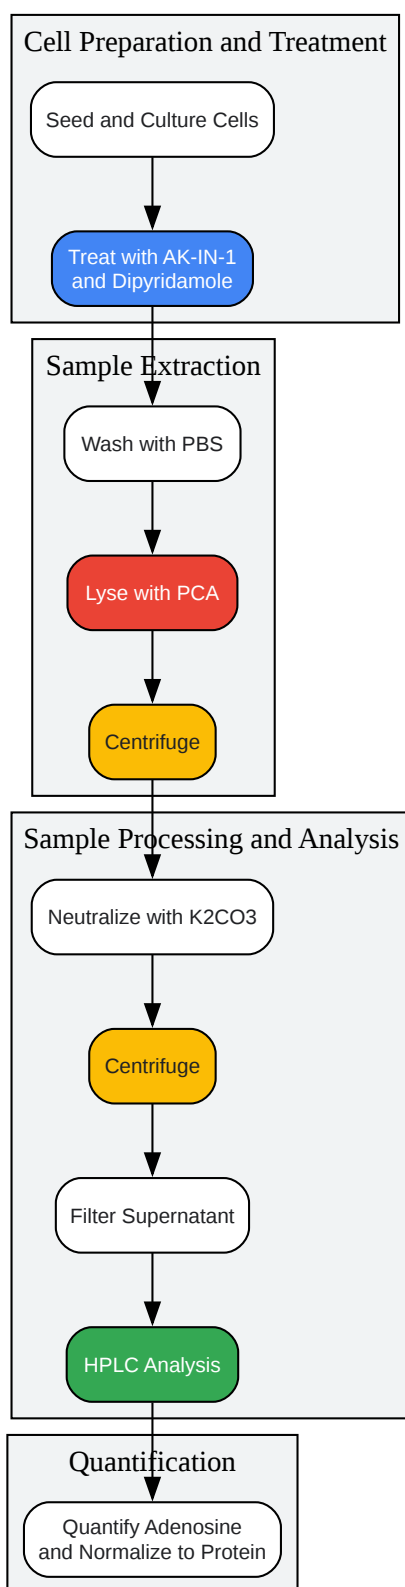 Cell Preparation and Treatment
Seed and Culture Cells
Treat with AK-IN-1
and Dipyridamole
Sample Extraction
Wash with PBS
Lyse with PCA
Centrifuge
Sample Processing and Analysis
Neutralize with K2CO3
Centrifuge
Filter Supernatant
HPLC Analysis
Quantification
Quantify Adenosine
and Normalize to Protein